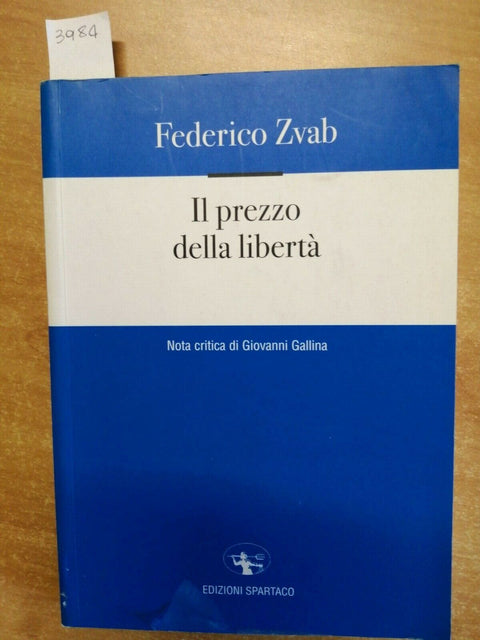 3984
Federico Zvab
Il prezzo
della libertà
Nota critica di Giovanni Gallina
EDIZIONI SPARTACO